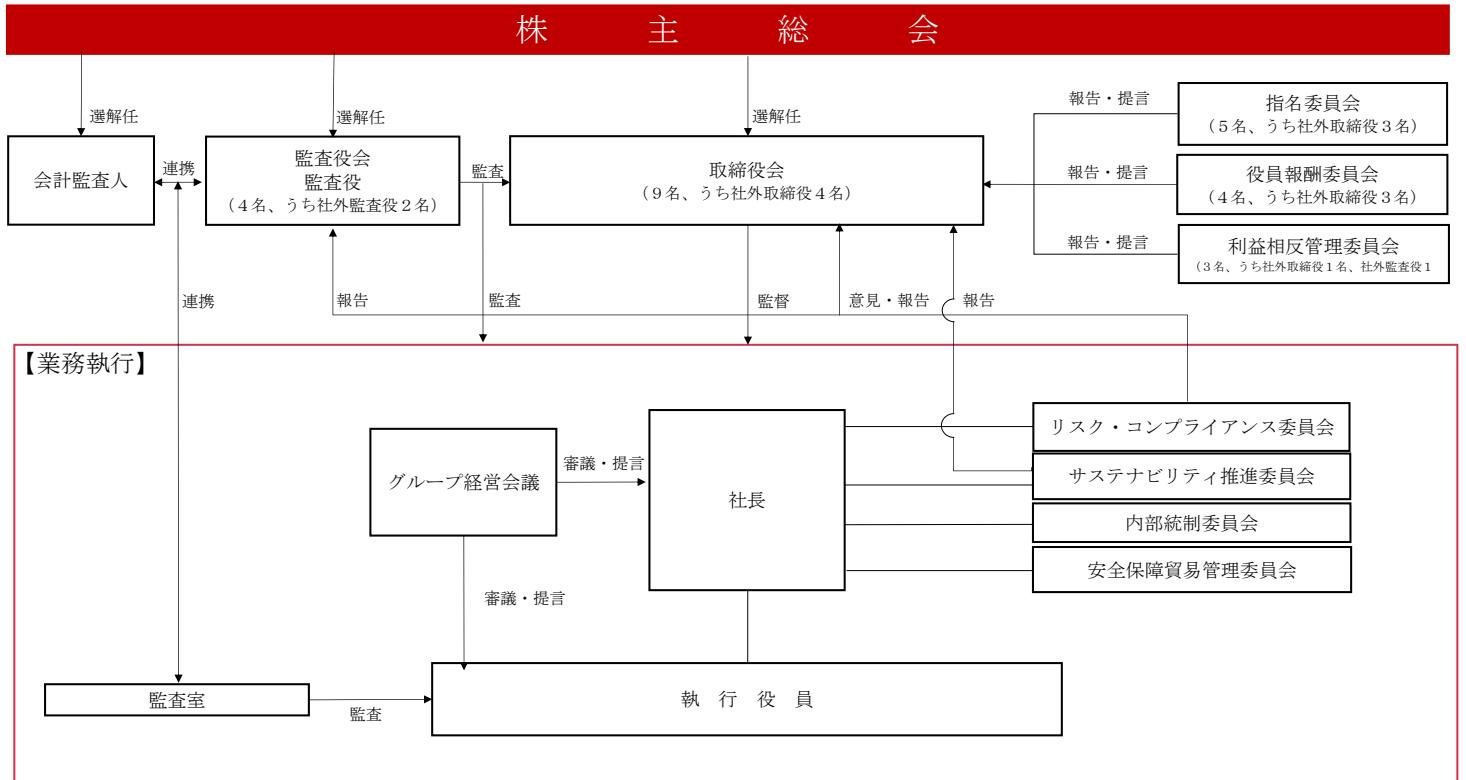 株主総会
選解任
選解任
選解任
会計監査人
連携
監査役会
監査役
（４名、うち社外監査役２名）
監査
取締役会
（９名、うち社外取締役４名）
報告・提言
指名委員会
（５名、うち社外取締役３名）
報告・提言
役員報酬委員会
（４名、うち社外取締役３名）
報告・提言
利益相反管理委員会
（３名、うち社外取締役１名、社外監査役１
連携
報告
監査
監督
意見・報告
報告
【業務執行】
グループ経営会議
審議・提言
社長
リスク・コンプライアンス委員会
サステナビリティ推進委員会
内部統制委員会
安全保障貿易管理委員会
審議・提言
監査室
監査
執行役員